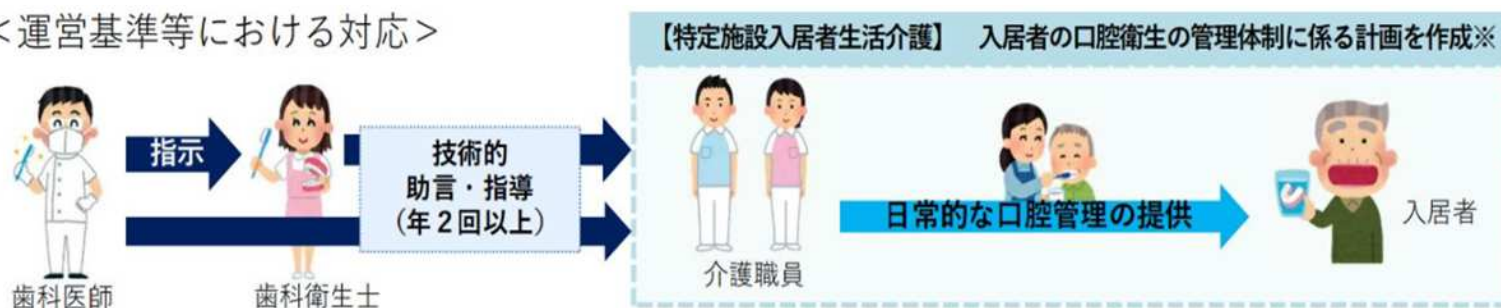 ＜運営基準等における対応＞
【特定施設入居者生活介護】　入居者の口腔衛生の管理体制に係る計画を作成※
指示
技術的
助言・指導
（年２回以上）
日常的な口腔管理の提供
入居者
介護職員
歯科医師
歯科衛生士